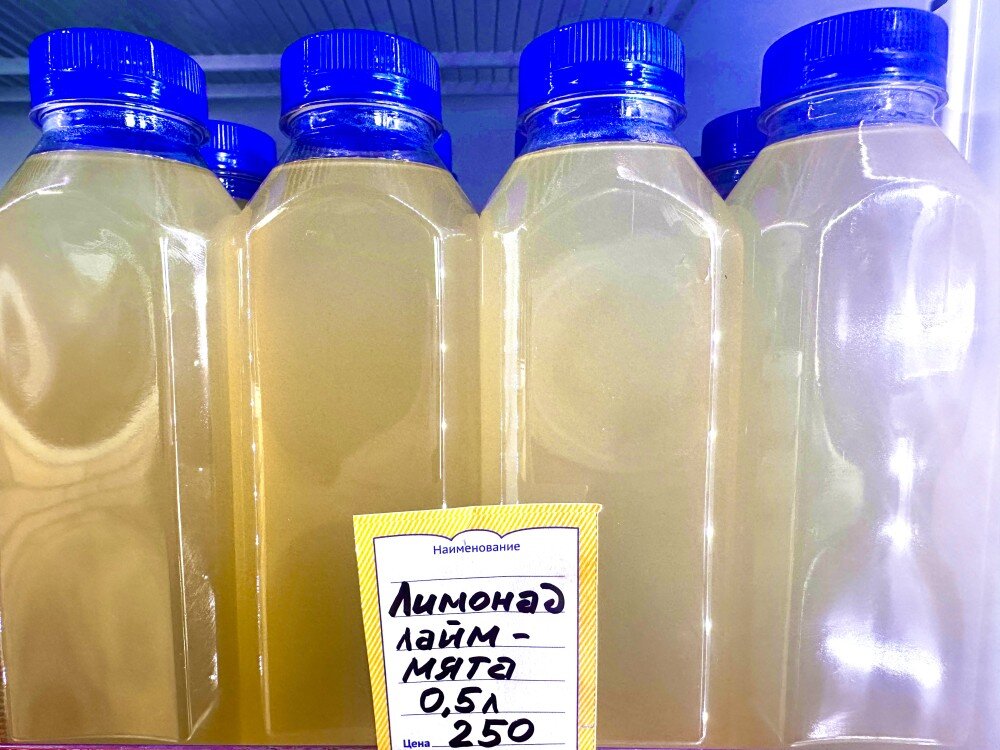 Наименование
Лимонад
лайм -
мята
0,5л
Цена 250